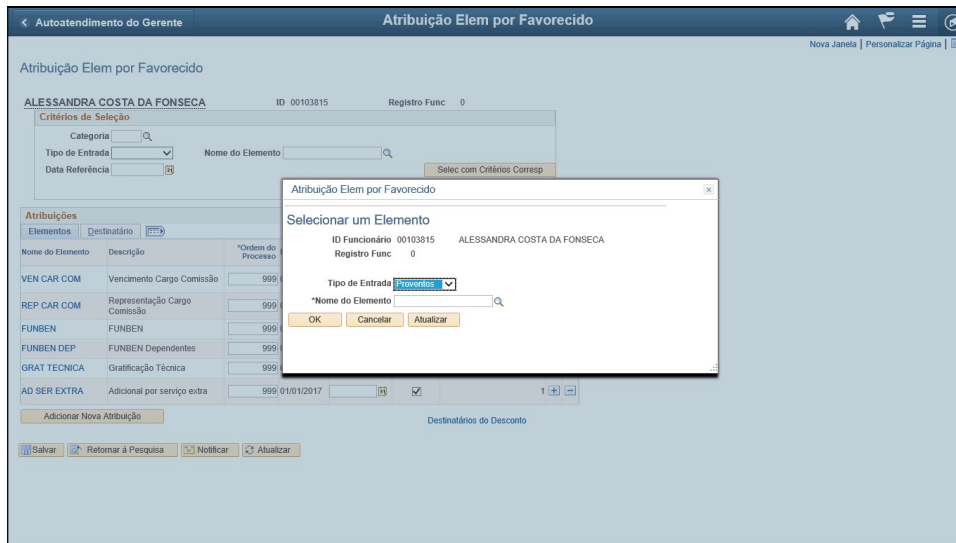 Autoatendimento do Gerente
Atribuição Elem por Favorecido
Nova Janela | Personalizar Página |
Atribuição Elem por Favorecido
ALESSANDRA COSTA DA FONSECA ID 00103815 Registro Func 0
Critérios de Seleção
Categoria
Tipo de Entrada Nome do Elemento
Data Referência
Selec com Critérios Corresp
Atribuições
Elementos Destinatário
Nome do Elemento Descrição *Ordem do Processo
VEN CAR COM Vencimento Cargo Comissão 999
REP CAR COM Representação Cargo Comissão 999
FUNBEN FUNBEN 999
FUNBEN DEP FUNBEN Dependentes 999
GRAT TECNICA Gratificação Técnica 999
AD SER EXTRA Adicional por serviço extra 999 01/01/2017 1
Adicionar Nova Atribuição
Destinatários do Desconto
Salvar Retornar à Pesquisa Notificar Atualizar
Atribuição Elem por Favorecido
Selecionar um Elemento
ID Funcionário 00103815 ALESSANDRA COSTA DA FONSECA
Registro Func 0
Tipo de Entrada Proventos
*Nome do Elemento
OK Cancelar Atualizar